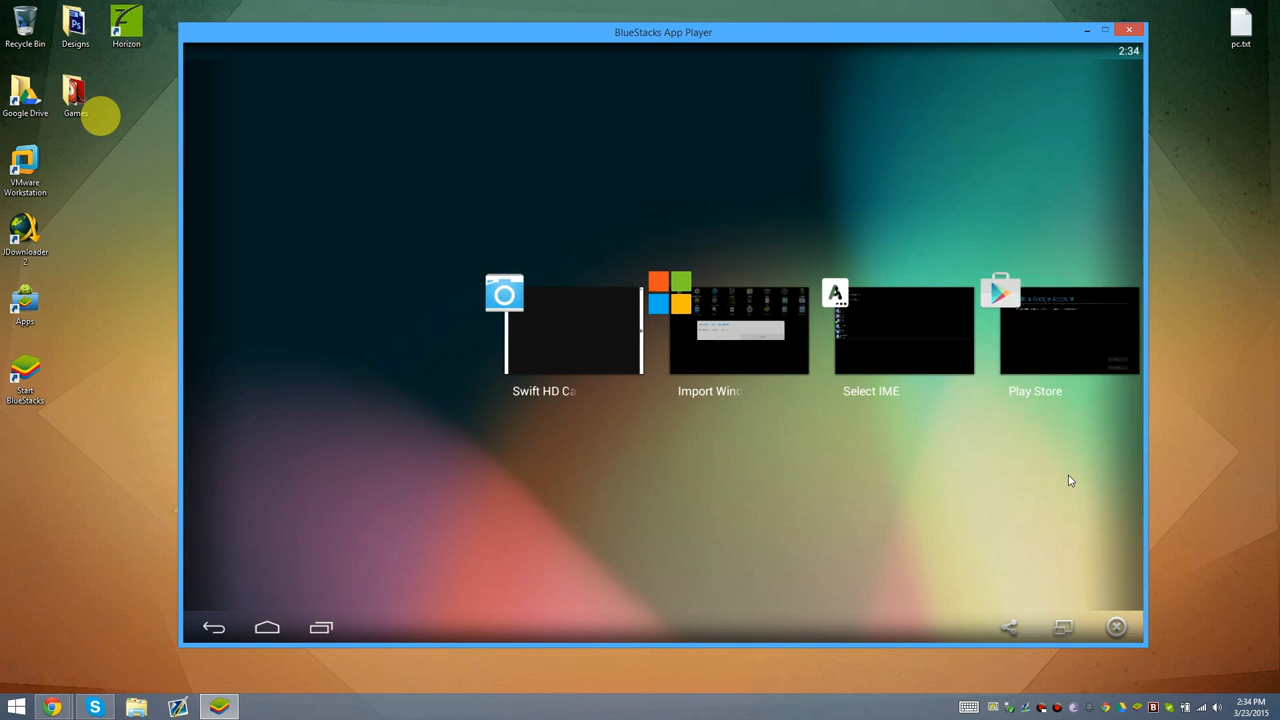 BlueStacks App Player
2:34
Recycle Bin
Designs
Horizon
Google Drive
Games
VMware
Workstation
JDownloader
2
Apps
Start
BlueStacks
pc.txt
Swift HD Ca
Import Wind
Select IME
Play Store
2:34 PM
3/23/2015